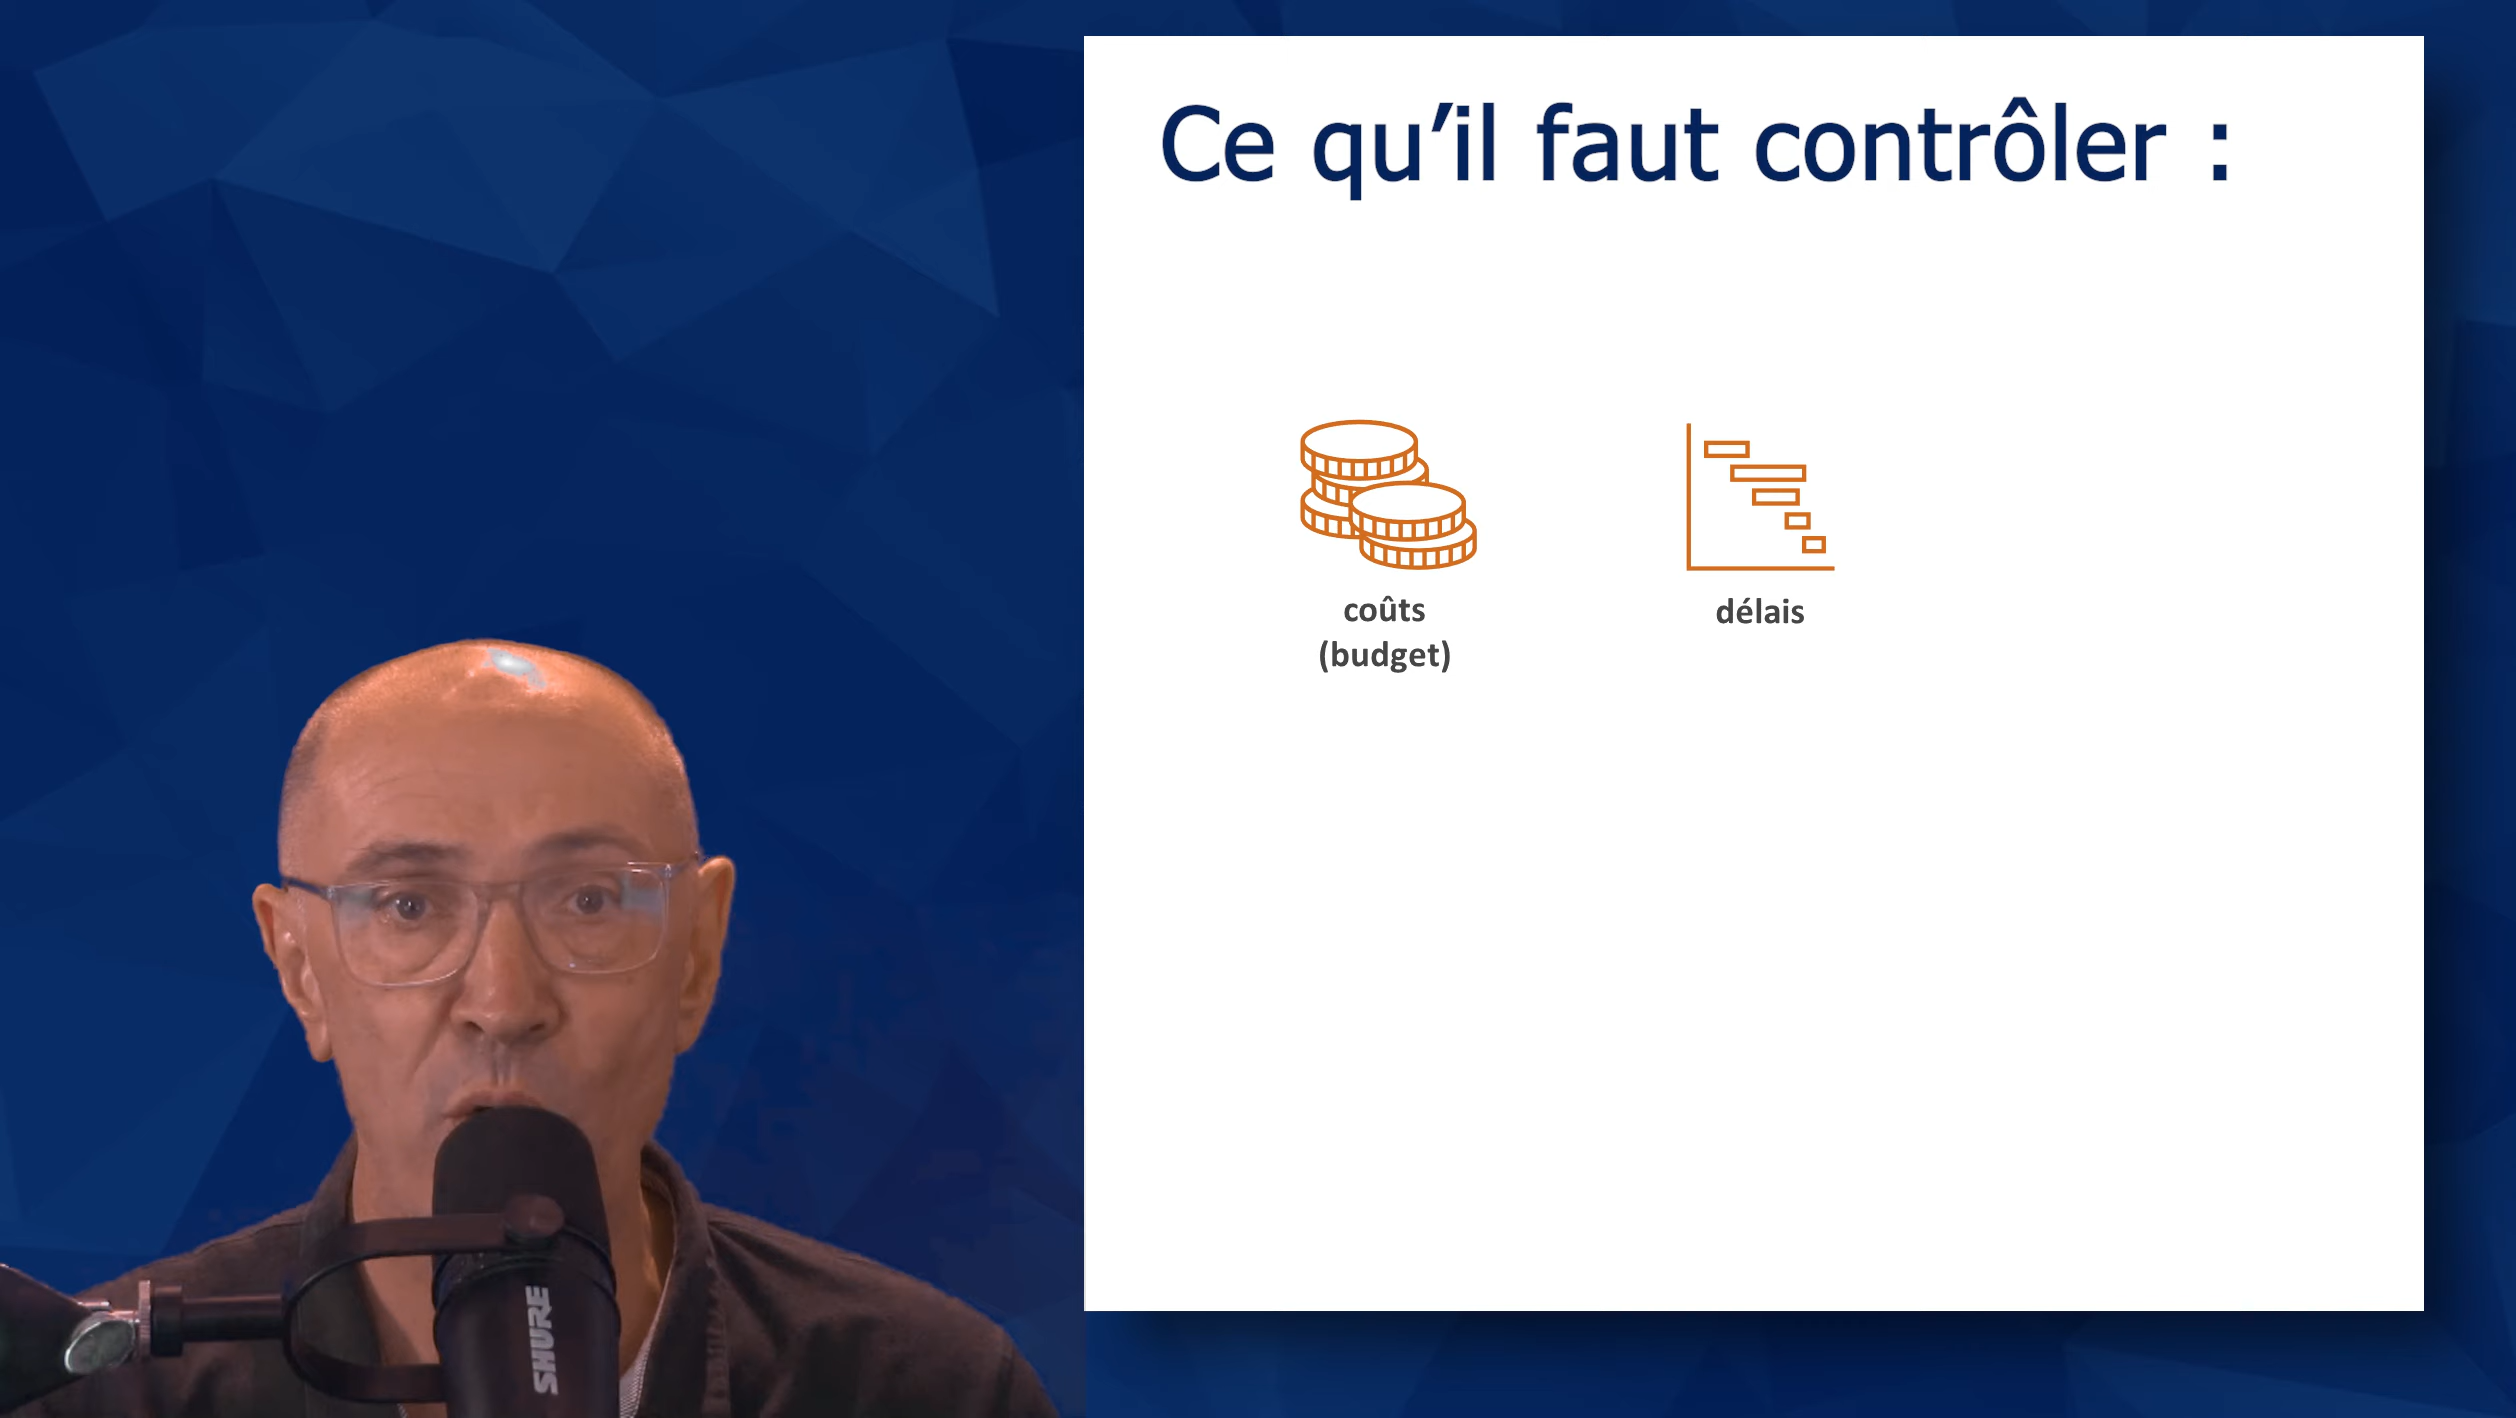 Ce qu’il faut contrôler :
coûts
(budget)
délais
SHURE